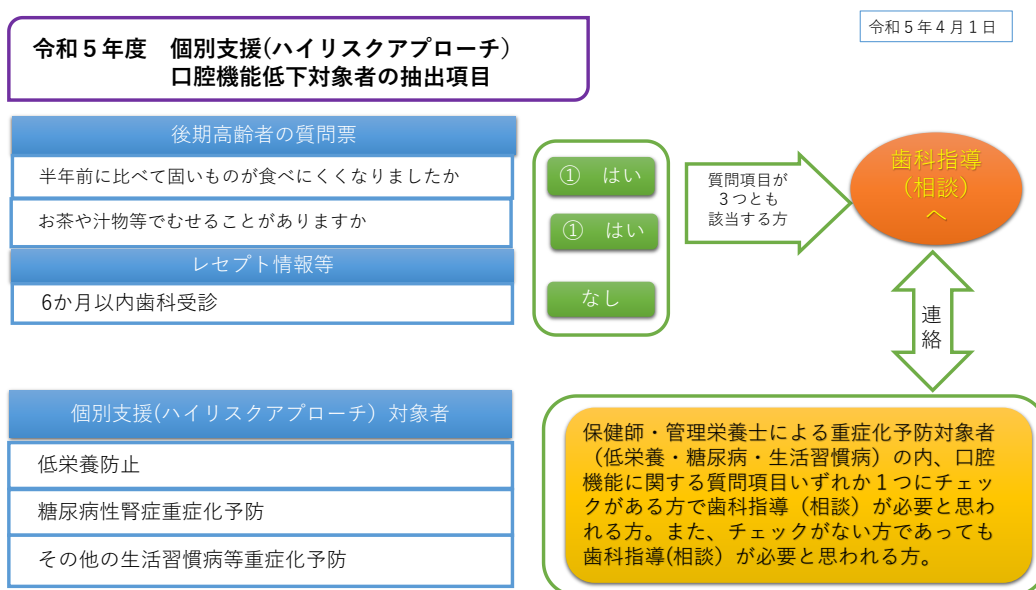 令和５年４月１日
令和５年度　個別支援(ハイリスクアプローチ)
口腔機能低下対象者の抽出項目
後期高齢者の質問票
半年前に比べて固いものが食べにくくなりましたか
お茶や汁物等でむせることがありますか
レセプト情報等
6か月以内歯科受診
①　はい
①　はい
なし
質問項目が
３つとも
該当する方
歯科指導
(相談)
へ
連
絡
個別支援(ハイリスクアプローチ）対象者
低栄養防止
糖尿病性腎症重症化予防
その他の生活習慣病等重症化予防
保健師・管理栄養士による重症化予防対象者
（低栄養・糖尿病・生活習慣病）の内、口腔
機能に関する質問項目いずれか１つにチェッ
クがある方で歯科指導（相談）が必要と思わ
れる方。また、チェックがない方であっても
歯科指導(相談）が必要と思われる方。